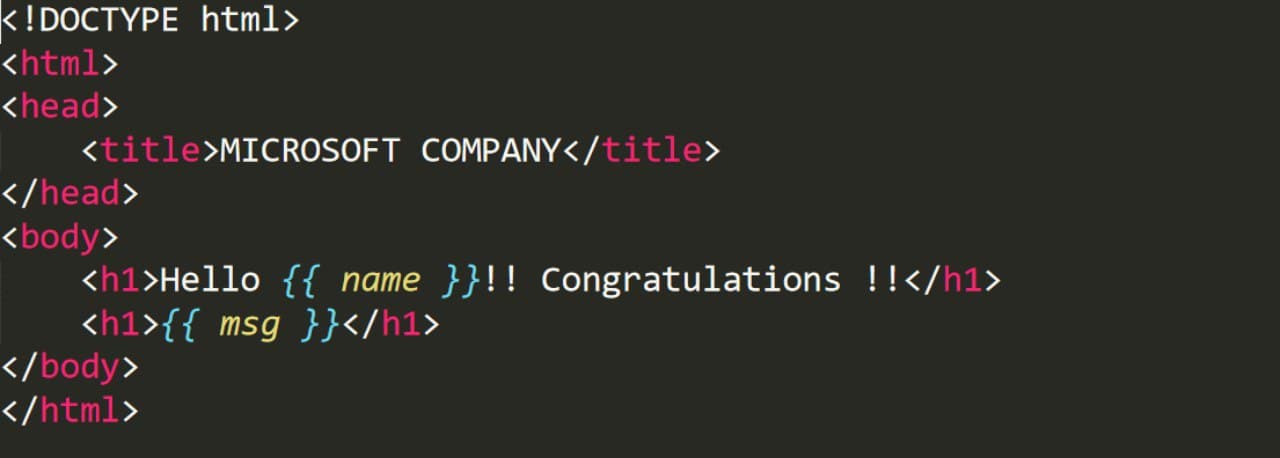 <!DOCTYPE html>
<html>
<head>
    <title>MICROSOFT COMPANY</title>
</head>
<body>
    <h1>Hello {{ name }}!! Congratulations !!</h1>
    <h1>{{ msg }}</h1>
</body>
</html>